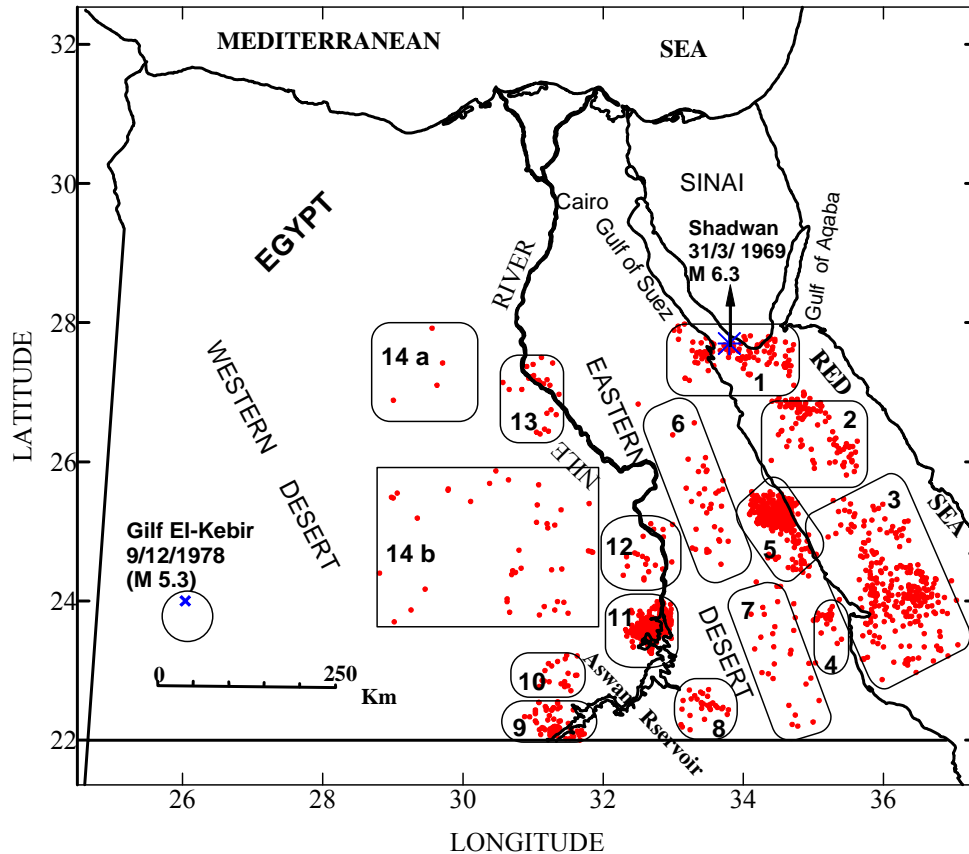 MEDITERRANEAN SEA
SINAI
Cairo
Gulf of Suez
Gulf of Aqaba
Shadwan
31/3/ 1969
M 6.3
EGYPT
RIVER
NILE
WESTERN DESERT
EASTERN DESERT
RED SEA
14 a
13
1
2
6
3
14 b
12
5
11
7
4
10
9
8
Gilf El-Kebir
9/12/1978
(M 5.3)
0 250
Km
Aswan Rservoir
LATITUDE
32
30
28
26
24
22
26 28 30 32 34 36
LONGITUDE